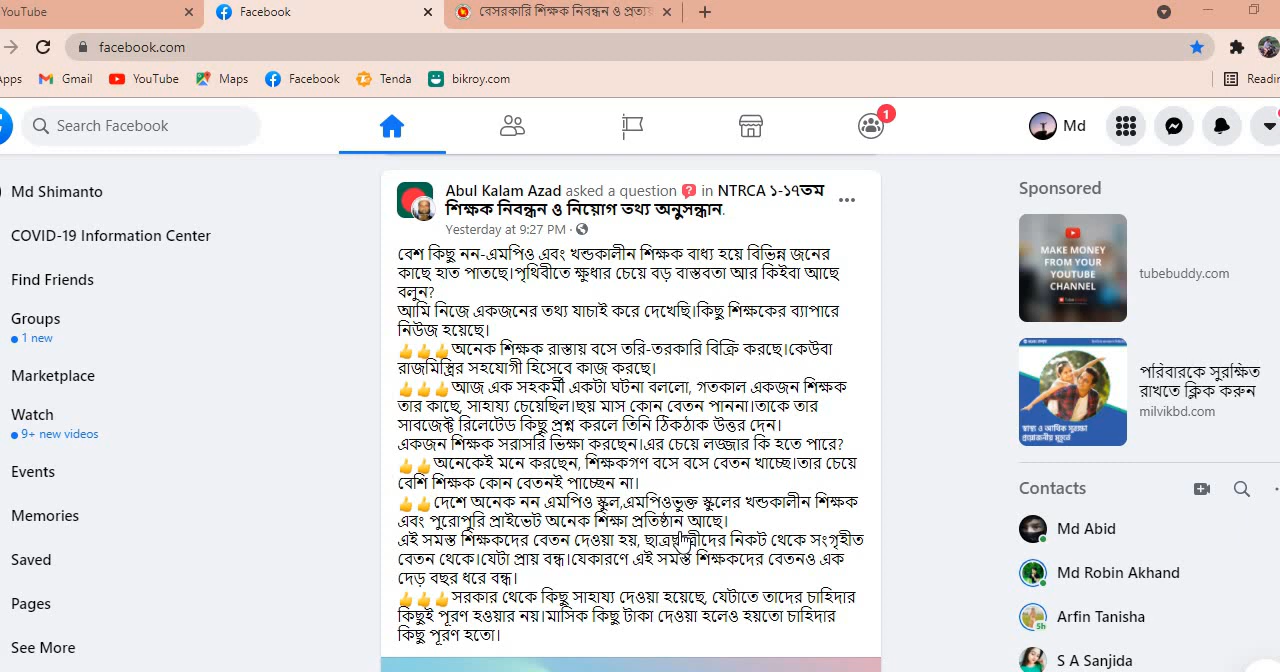 YouTube
Facebook
বেসরকারি শিক্ষক নিবন্ধন ও প্রত্যয়
facebook.com
Apps
Gmail
YouTube
Maps
Facebook
Tenda
bikroy.com
Search Facebook
1
Md
Md Shimanto
COVID-19 Information Center
Find Friends
Groups
1 new
Marketplace
Watch
9+ new videos
Events
Memories
Saved
Pages
See More
Abul Kalam Azad asked a question in NTRCA ১-১৭তম
শিক্ষক নিবন্ধন ও নিয়োগ তথ্য অনুসন্ধান.
Yesterday at 9:27 PM ·
বেশ কিছু নন-এমপিও এবং খন্ডকালীন শিক্ষক বাধ্য হয়ে বিভিন্ন জনের
কাছে হাত পাতছে।পৃথিবীতে ক্ষুধার চেয়ে বড় বাস্তবতা আর কিইবা আছে
বলুন?
আমি নিজে একজনের তথ্য যাচাই করে দেখেছি।কিছু শিক্ষকের ব্যাপারে
নিউজ হয়েছে।
👍👍👍অনেক শিক্ষক রাস্তায় বসে তরি-তরকারি বিক্রি করছে।কেউবা
রাজমিস্ত্রির সহযোগী হিসেবে কাজ করছে।
👍👍👍আজ এক সহকর্মী একটা ঘটনা বললো, গতকাল একজন শিক্ষক
তার কাছে, সাহায্য চেয়েছিল।ছয় মাস কোন বেতন পাননা।তাকে তার
সাবজেক্ট রিলেটেড কিছু প্রশ্ন করলে তিনি ঠিকঠাক উত্তর দেন।
একজন শিক্ষক সরাসরি ভিক্ষা করছেন।এর চেয়ে লজ্জার কি হতে পারে?
👍👍অনেকেই মনে করছেন, শিক্ষকগণ বসে বসে বেতন খাচ্ছে।তার চেয়ে
বেশি শিক্ষক কোন বেতনই পাচ্ছেন না।
👍👍দেশে অনেক নন এমপিও স্কুল,এমপিওভুক্ত স্কুলের খন্ডকালীন শিক্ষক
এবং পুরোপুরি প্রাইভেট অনেক শিক্ষা প্রতিষ্ঠান আছে।
এই সমস্ত শিক্ষকদের বেতন দেওয়া হয়, ছাত্রছাত্রীদের নিকট থেকে সংগৃহীত
বেতন থেকে।যেটা প্রায় বন্ধ।যেকারণে এই সমস্ত শিক্ষকদের বেতনও এক
দেড় বছর ধরে বন্ধ।
👍👍👍সরকার থেকে কিছু সাহায্য দেওয়া হয়েছে, যেটাতে তাদের চাহিদার
কিছুই পূরণ হওয়ার নয়।মাসিক কিছু টাকা দেওয়া হলেও হয়তো চাহিদার
কিছু পূরণ হতো।
Sponsored
MAKE MONEY
FROM YOUR
YOUTUBE
CHANNEL
tubebuddy.com
পরিবারকে সুরক্ষিত
রাখতে ক্লিক করুন
milvikbd.com
স্বাস্থ্য ও আর্থিক সুরক্ষা
প্রয়োজনীয় মুহূর্তে
Contacts
Md Abid
Md Robin Akhand
Arfin Tanisha
5h
S A Sanjida